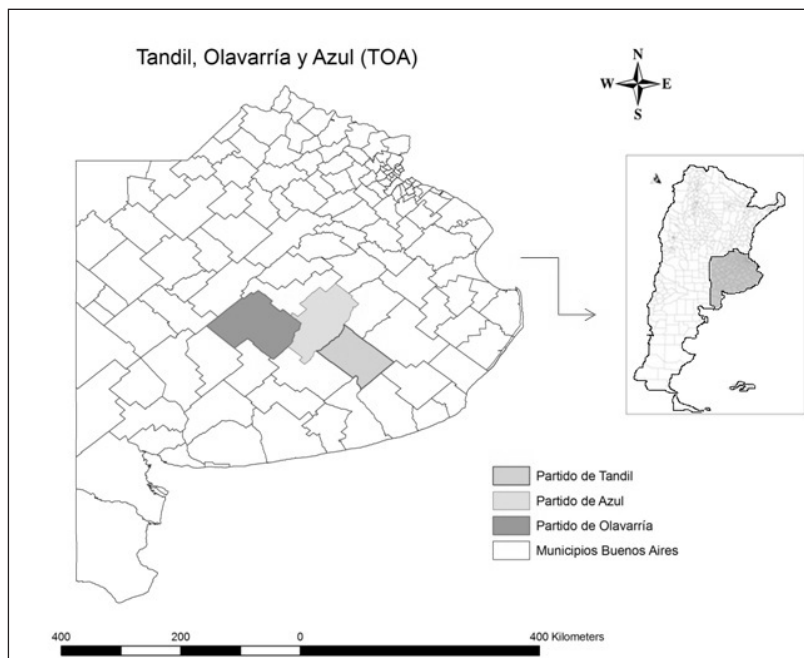 Tandil, Olavarría y Azul (TOA)
N
W E
S
Partido de Tandil
Partido de Azul
Partido de Olavarría
Municipios Buenos Aires
400 200 0 400 Kilometers